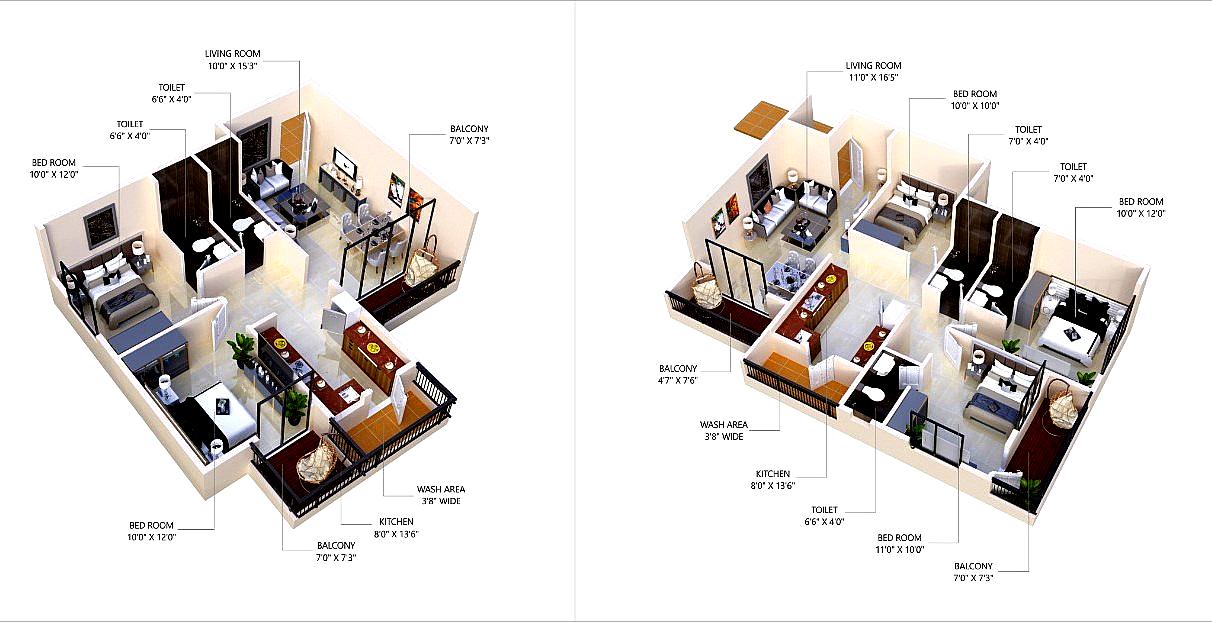 LIVING ROOM
10'0" X 15'3"
TOILET
6'6" X 4'0"
TOILET
6'6" X 4'0"
BED ROOM
10'0" X 12'0"
BALCONY
7'0" X 7'3"
WASH AREA
3'8" WIDE
KITCHEN
8'0" X 13'6"
BED ROOM
10'0" X 12'0"
BALCONY
7'0" X 7'3"
LIVING ROOM
11'0" X 16'5"
BED ROOM
10'0" X 10'0"
TOILET
7'0" X 4'0"
TOILET
7'0" X 4'0"
BED ROOM
10'0" X 12'0"
BALCONY
4'7" X 7'6"
WASH AREA
3'8" WIDE
KITCHEN
8'0" X 13'6"
TOILET
6'6" X 4'0"
BED ROOM
11'0" X 10'0"
BALCONY
7'0" X 7'3"